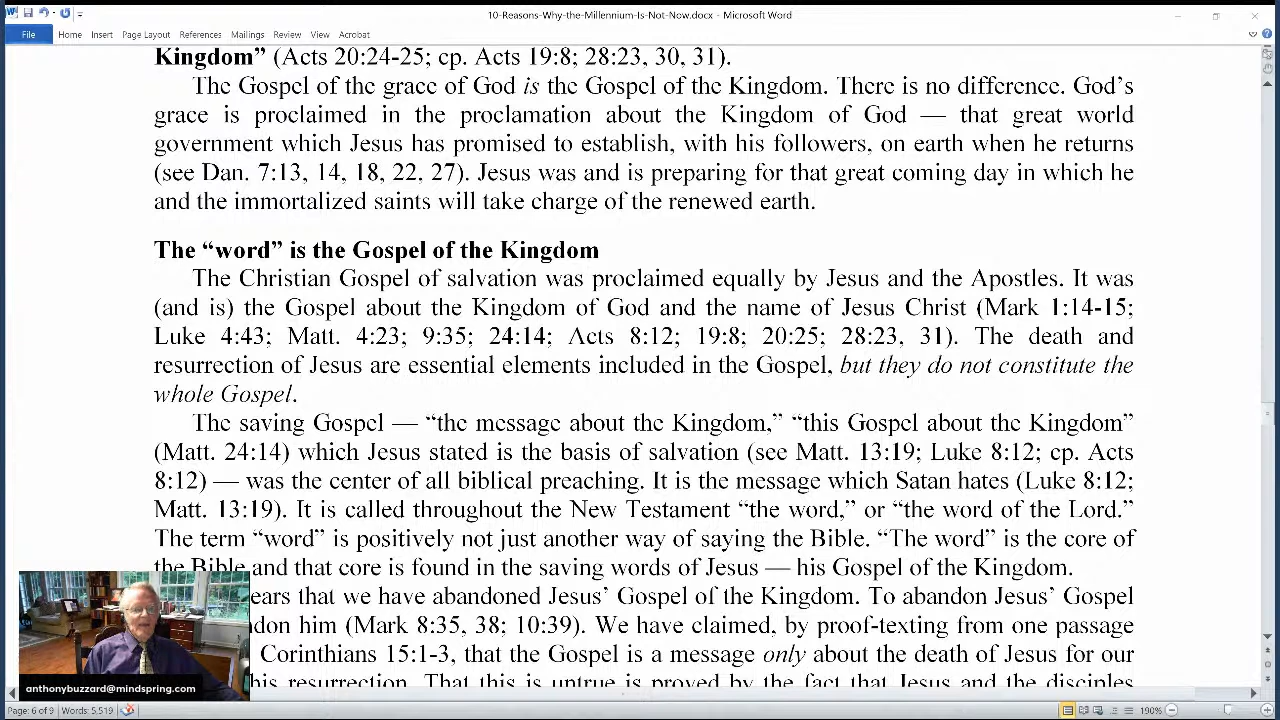 10-Reasons-Why-the-Millennium-Is-Not-Now.docx - Microsoft Word
File Home Insert Page Layout References Mailings Review View Acrobat
Kingdom” (Acts 20:24-25; cp. Acts 19:8; 28:23, 30, 31).
The Gospel of the grace of God is the Gospel of the Kingdom. There is no difference. God’s
grace is proclaimed in the proclamation about the Kingdom of God — that great world
government which Jesus has promised to establish, with his followers, on earth when he returns
(see Dan. 7:13, 14, 18, 22, 27). Jesus was and is preparing for that great coming day in which he
and the immortalized saints will take charge of the renewed earth.
The “word” is the Gospel of the Kingdom
The Christian Gospel of salvation was proclaimed equally by Jesus and the Apostles. It was
(and is) the Gospel about the Kingdom of God and the name of Jesus Christ (Mark 1:14-15;
Luke 4:43; Matt. 4:23; 9:35; 24:14; Acts 8:12; 19:8; 20:25; 28:23, 31). The death and
resurrection of Jesus are essential elements included in the Gospel, but they do not constitute the
whole Gospel.
The saving Gospel — “the message about the Kingdom,” “this Gospel about the Kingdom”
(Matt. 24:14) which Jesus stated is the basis of salvation (see Matt. 13:19; Luke 8:12; cp. Acts
8:12) — was the center of all biblical preaching. It is the message which Satan hates (Luke 8:12;
Matt. 13:19). It is called throughout the New Testament “the word,” or “the word of the Lord.”
The term “word” is positively not just another way of saying the Bible. “The word” is the core of
the Bible and that core is found in the saving words of Jesus — his Gospel of the Kingdom.
ears that we have abandoned Jesus’ Gospel of the Kingdom. To abandon Jesus’ Gospel
don him (Mark 8:35, 38; 10:39). We have claimed, by proof-texting from one passage
Corinthians 15:1-3, that the Gospel is a message only about the death of Jesus for our
his resurrection. That this is untrue is proved by the fact that Jesus and the disciples
anthonybuzzard@mindspring.com
Page: 6 of 9 Words: 5,519 190%